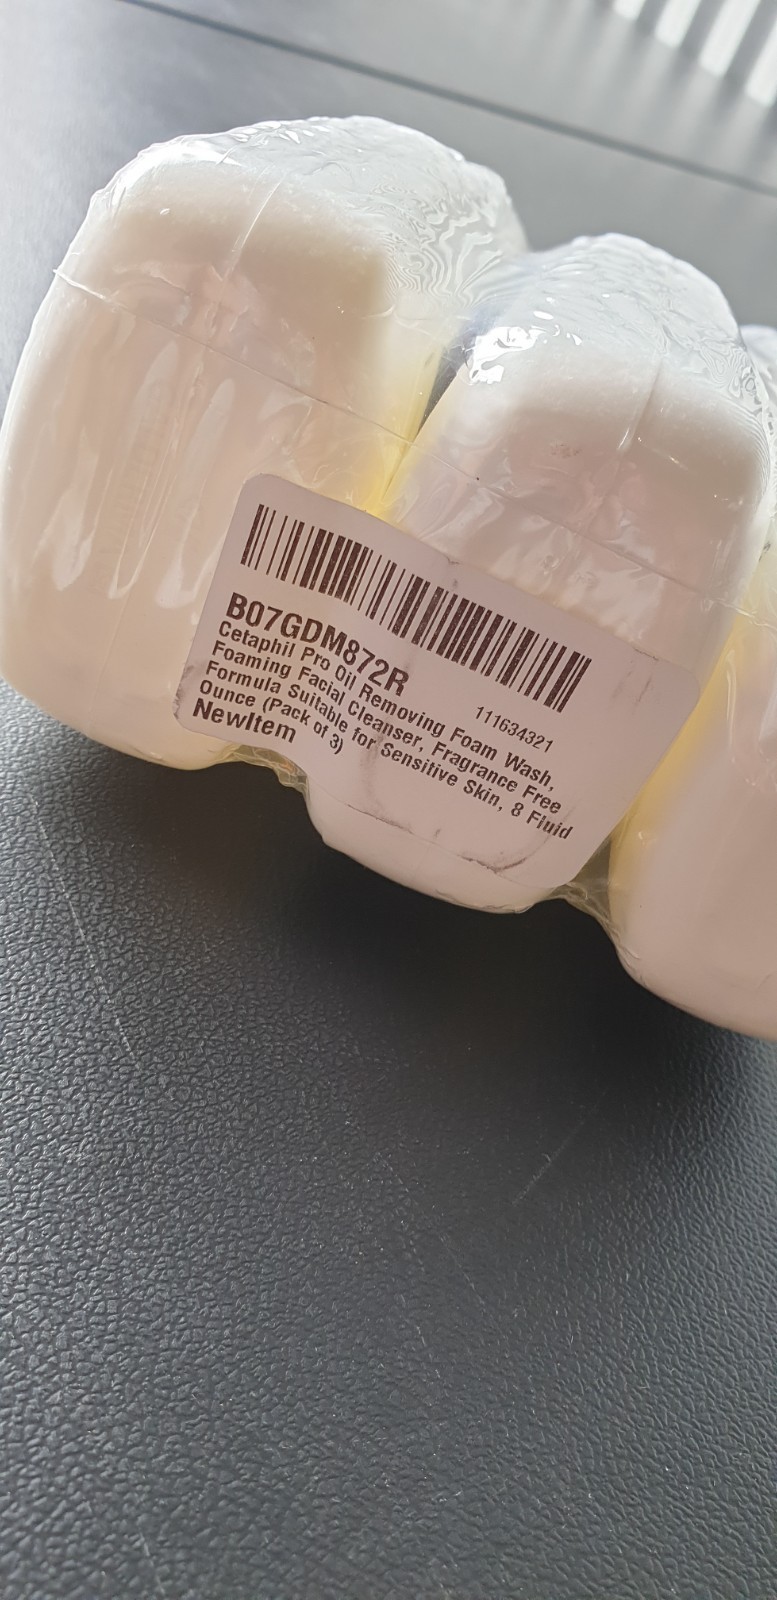 B07GDM872R
111634321
Cetaphil Pro Oil Removing Foam Wash,
Foaming Facial Cleanser, Fragrance Free
Formula Suitable for Sensitive Skin, 8 Fluid
Ounce (Pack of 3)
NewItem